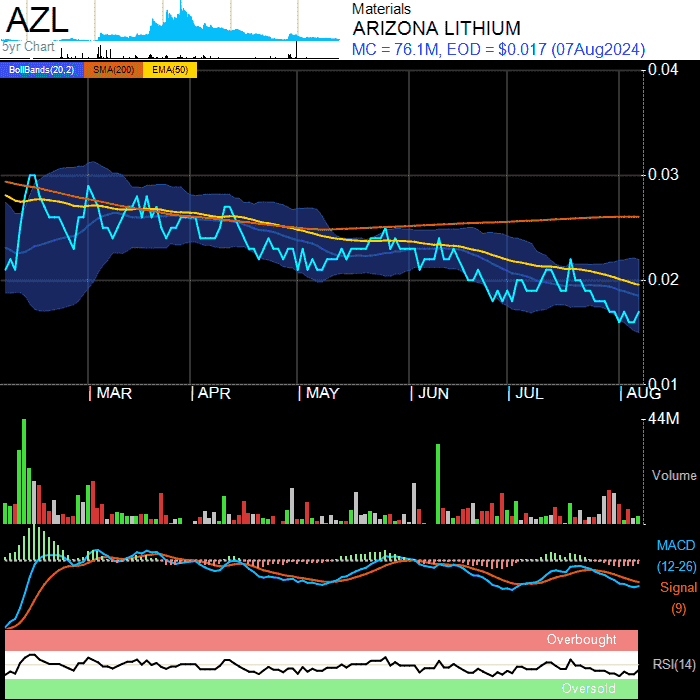 AZL
5yr Chart
Materials
ARIZONA LITHIUM
MC = 76.1M, EOD = $0.017 (07Aug2024)
BollBands(20,2) SMA(200) EMA(50)
0.04
0.03
0.02
0.01
MAR APR MAY JUN JUL AUG
44M
Volume
MACD
(12-26)
Signal
(9)
Overbought
RSI(14)
Oversold